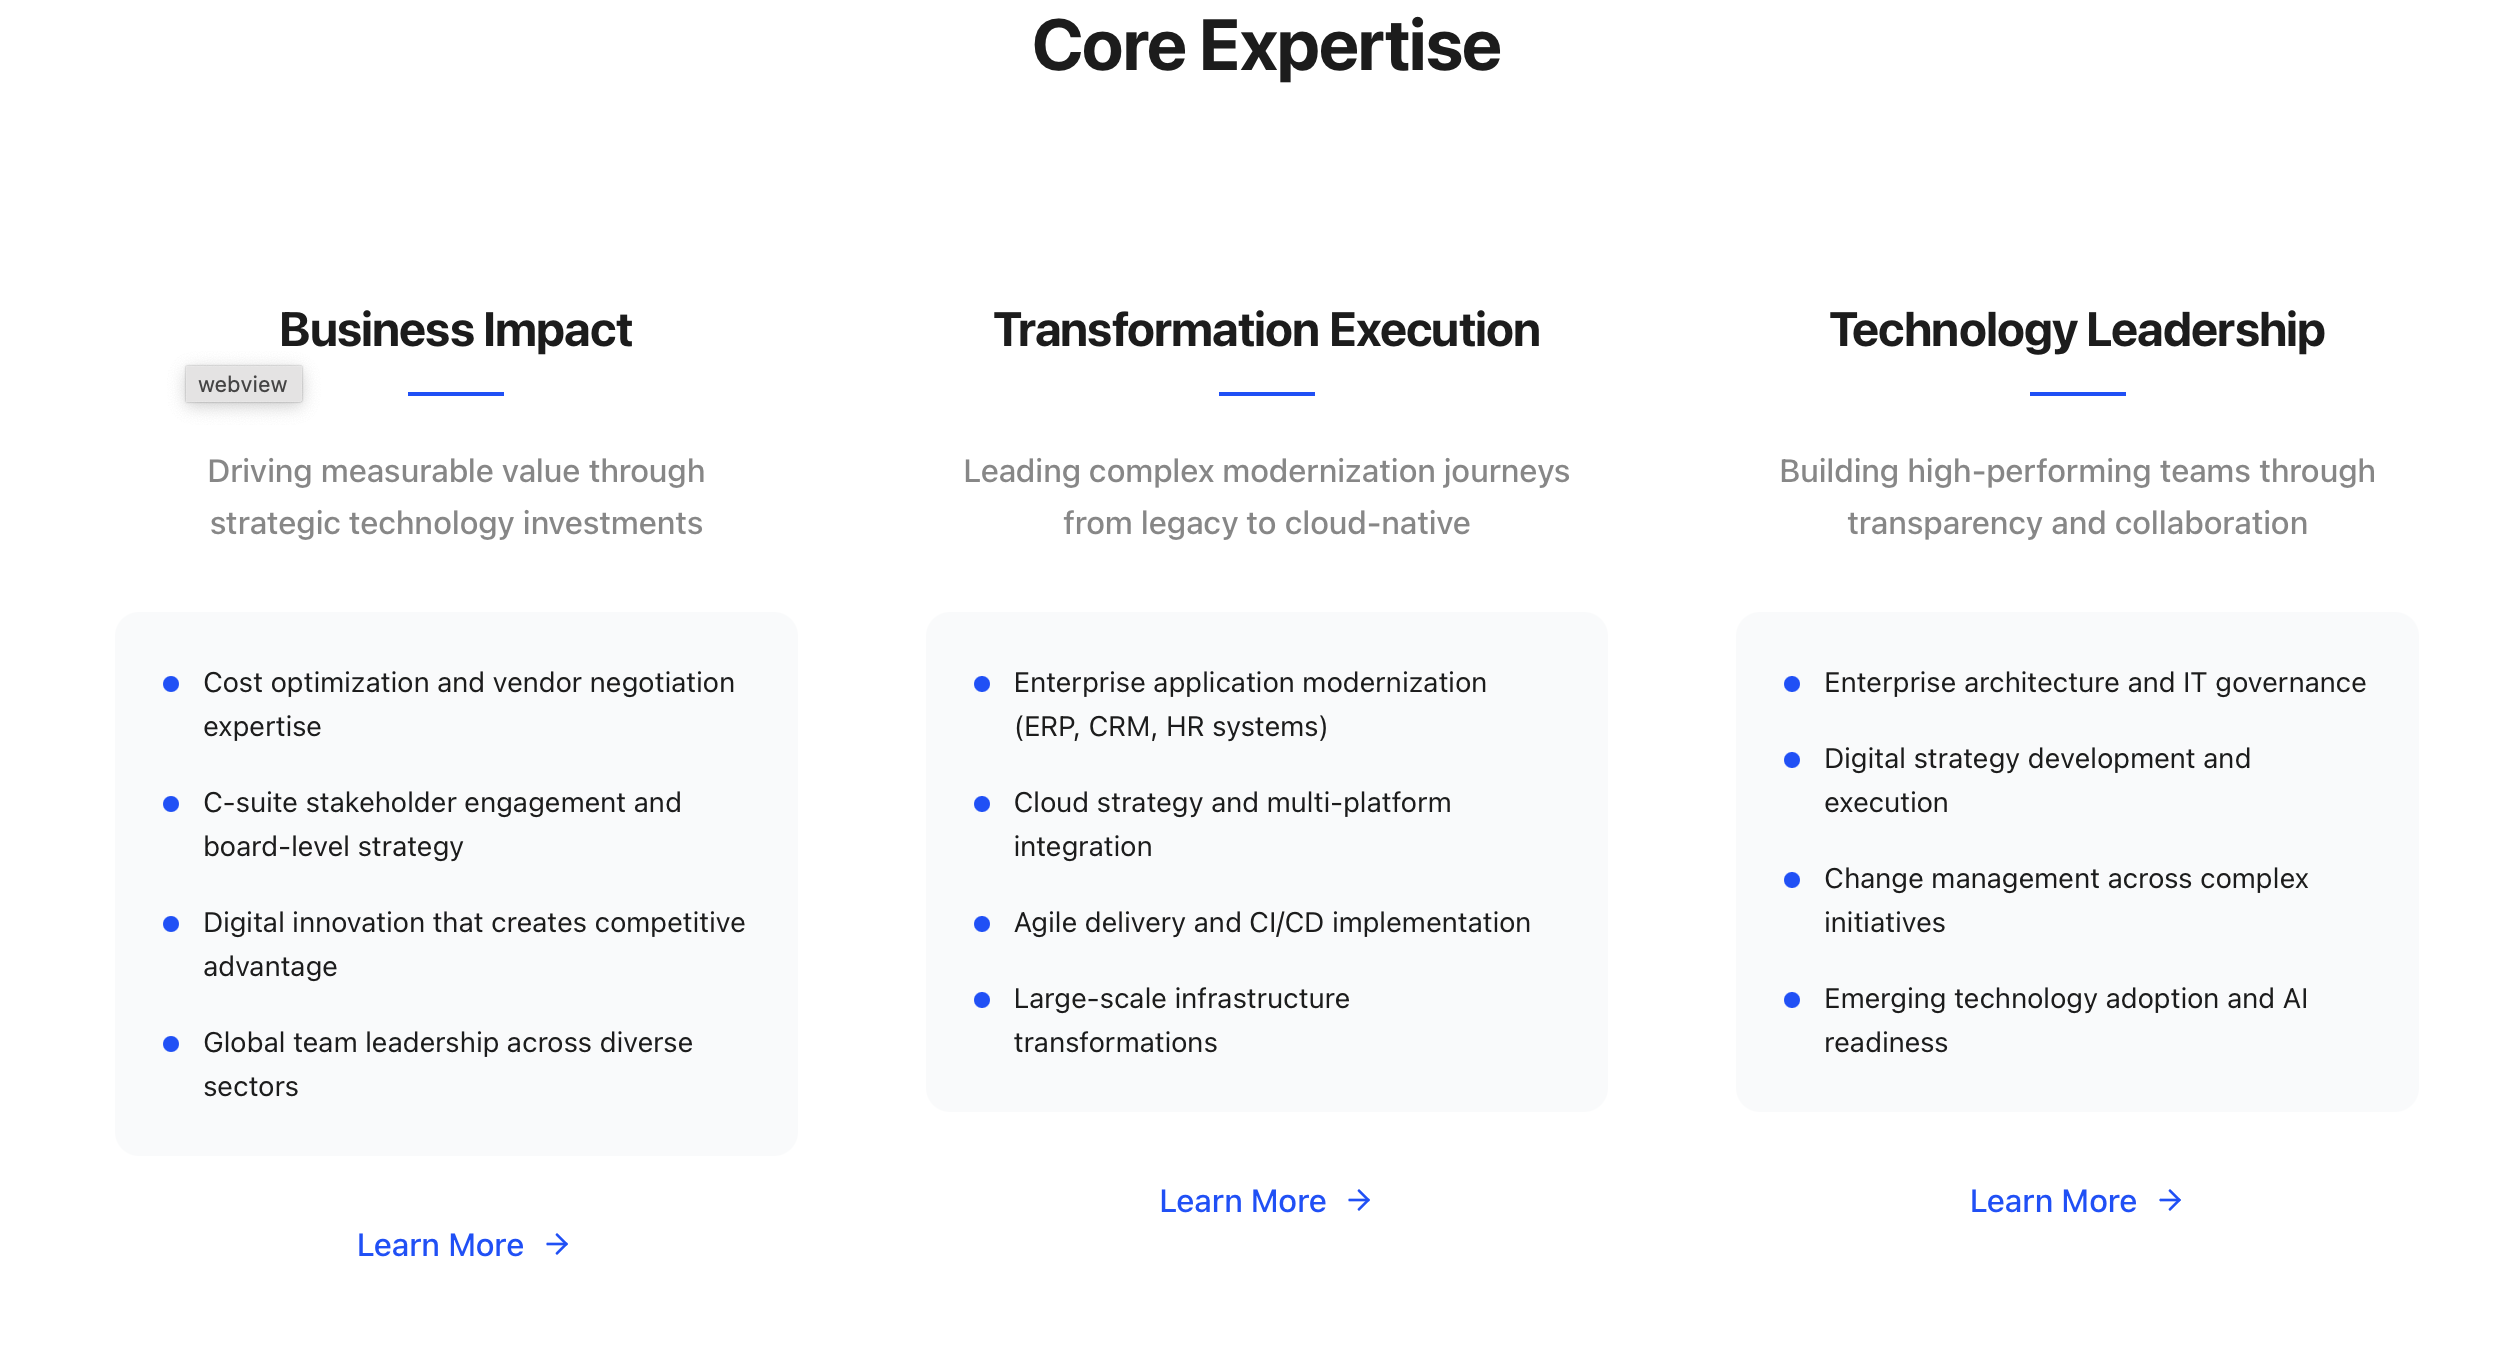 Core Expertise
Business Impact
webview
Driving measurable value through
strategic technology investments
Cost optimization and vendor negotiation
expertise
C-suite stakeholder engagement and
board-level strategy
Digital innovation that creates competitive
advantage
Global team leadership across diverse
sectors
Learn More →
Transformation Execution
Leading complex modernization journeys
from legacy to cloud-native
Enterprise application modernization
(ERP, CRM, HR systems)
Cloud strategy and multi-platform
integration
Agile delivery and CI/CD implementation
Large-scale infrastructure
transformations
Learn More →
Technology Leadership
Building high-performing teams through
transparency and collaboration
Enterprise architecture and IT governance
Digital strategy development and
execution
Change management across complex
initiatives
Emerging technology adoption and AI
readiness
Learn More →